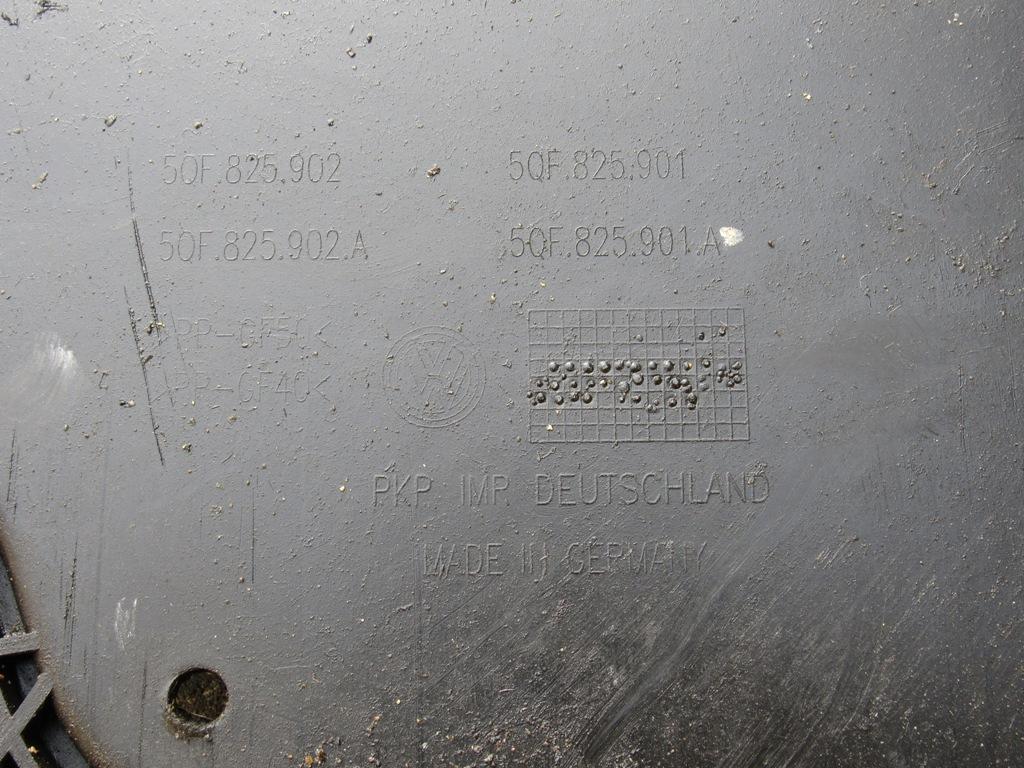 5QF.825.902 5QF.825.901
5QF.825.902.A 5QF.825.901.A
>PP-GF50<
>PP-GF40<
PKP IMP. DEUTSCHLAND
MADE IN GERMANY